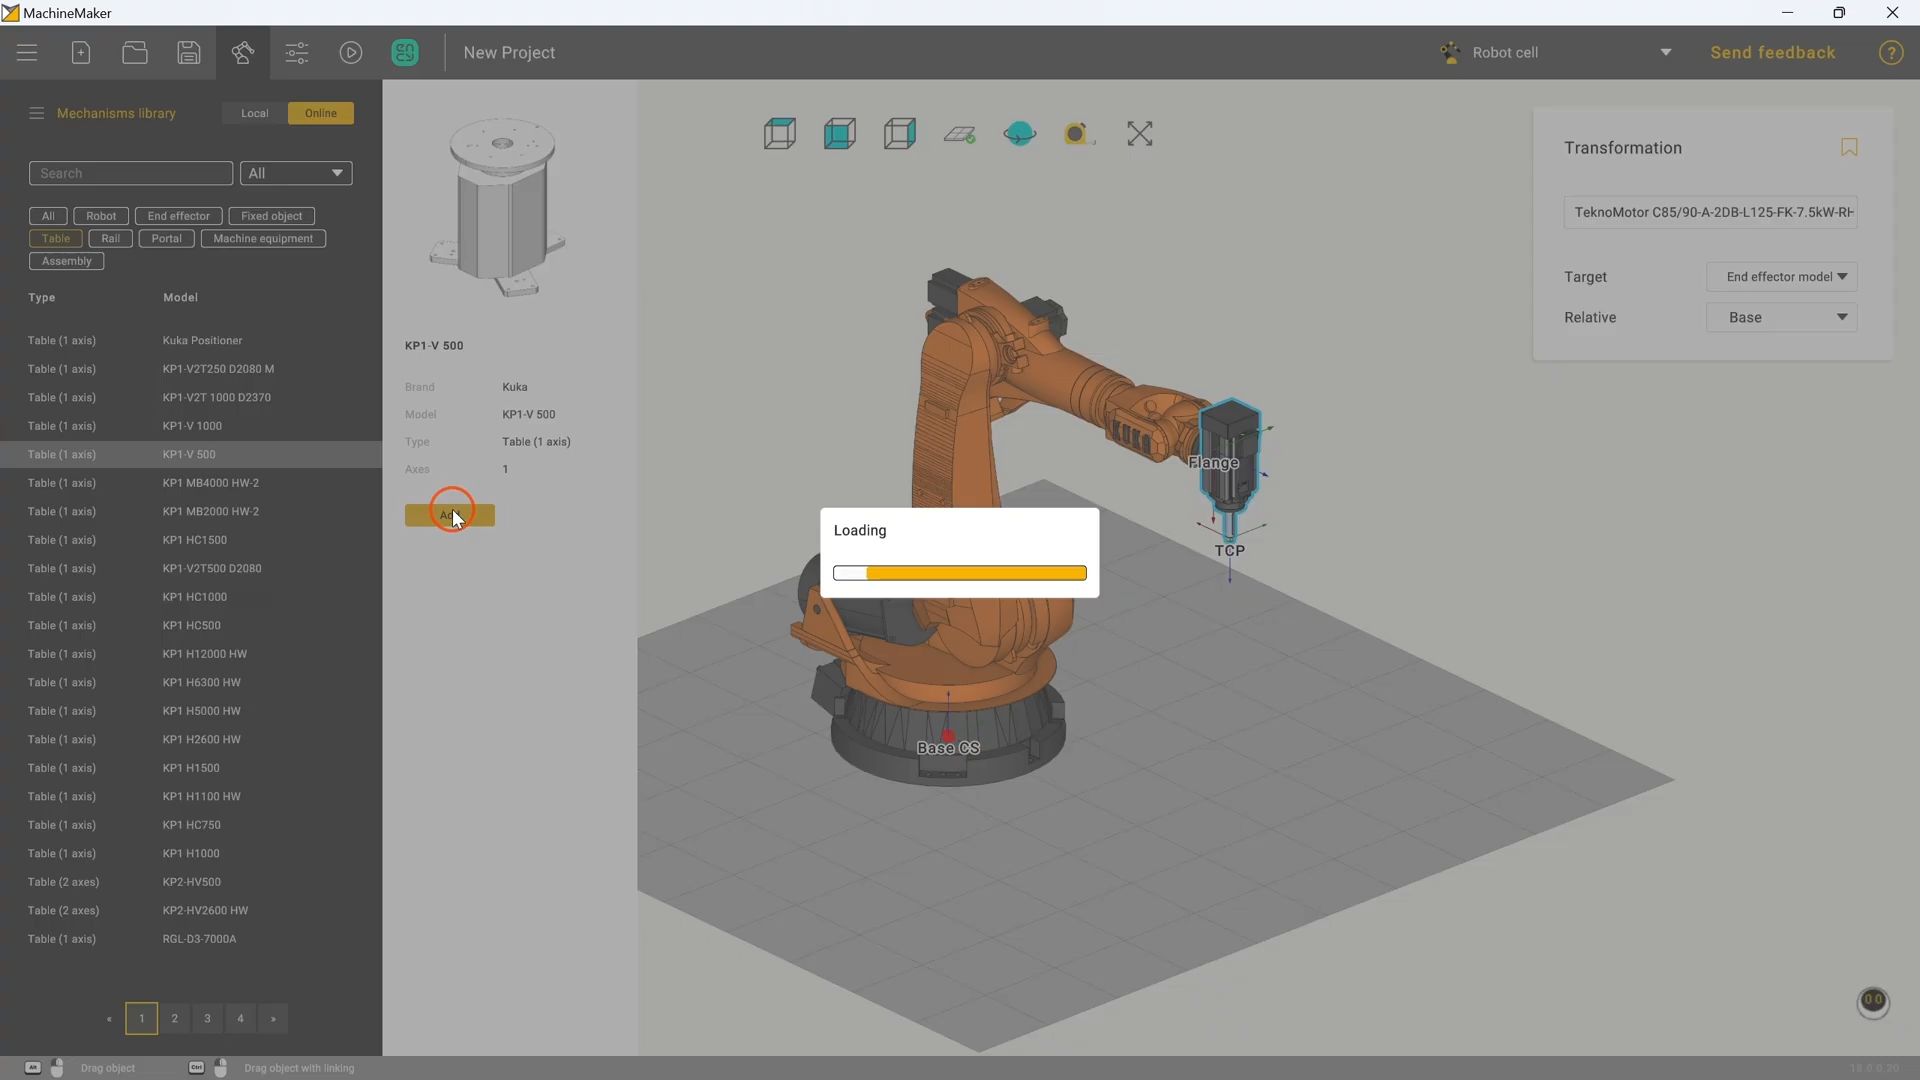 MachineMaker
New Project
Robot cell
Send feedback
?
Mechanisms library
Local
Online
Search
All
All
Robot
End effector
Fixed object
Table
Rail
Portal
Machine equipment
Assembly
Type Model
Table (1 axis) Kuka Positioner
Table (1 axis) KP1-V2T250 D2080 M
Table (1 axis) KP1-V2T 1000 D2370
Table (1 axis) KP1-V 1000
Table (1 axis) KP1-V 500
Table (1 axis) KP1 MB4000 HW-2
Table (1 axis) KP1 MB2000 HW-2
Table (1 axis) KP1 HC1500
Table (1 axis) KP1-V2T500 D2080
Table (1 axis) KP1 HC1000
Table (1 axis) KP1 HC500
Table (1 axis) KP1 H12000 HW
Table (1 axis) KP1 H6300 HW
Table (1 axis) KP1 H5000 HW
Table (1 axis) KP1 H2600 HW
Table (1 axis) KP1 H1500
Table (1 axis) KP1 H1100 HW
Table (1 axis) KP1 HC750
Table (1 axis) KP1 H1000
Table (2 axes) KP2-HV500
Table (2 axes) KP2-HV2600 HW
Table (1 axis) RGL-D3-7000A
« 1 2 3 4 »
KP1-V 500
Brand Kuka
Model KP1-V 500
Type Table (1 axis)
Axes 1
Loading
Flange
TCP
Base CS
KUKA
Transformation
TeknoMotor C85/90-A-2DB-L125-FK-7.5kW-RH
Target End effector model
Relative Base
Alt Drag object
Ctrl Drag object with linking
18.0.0.20